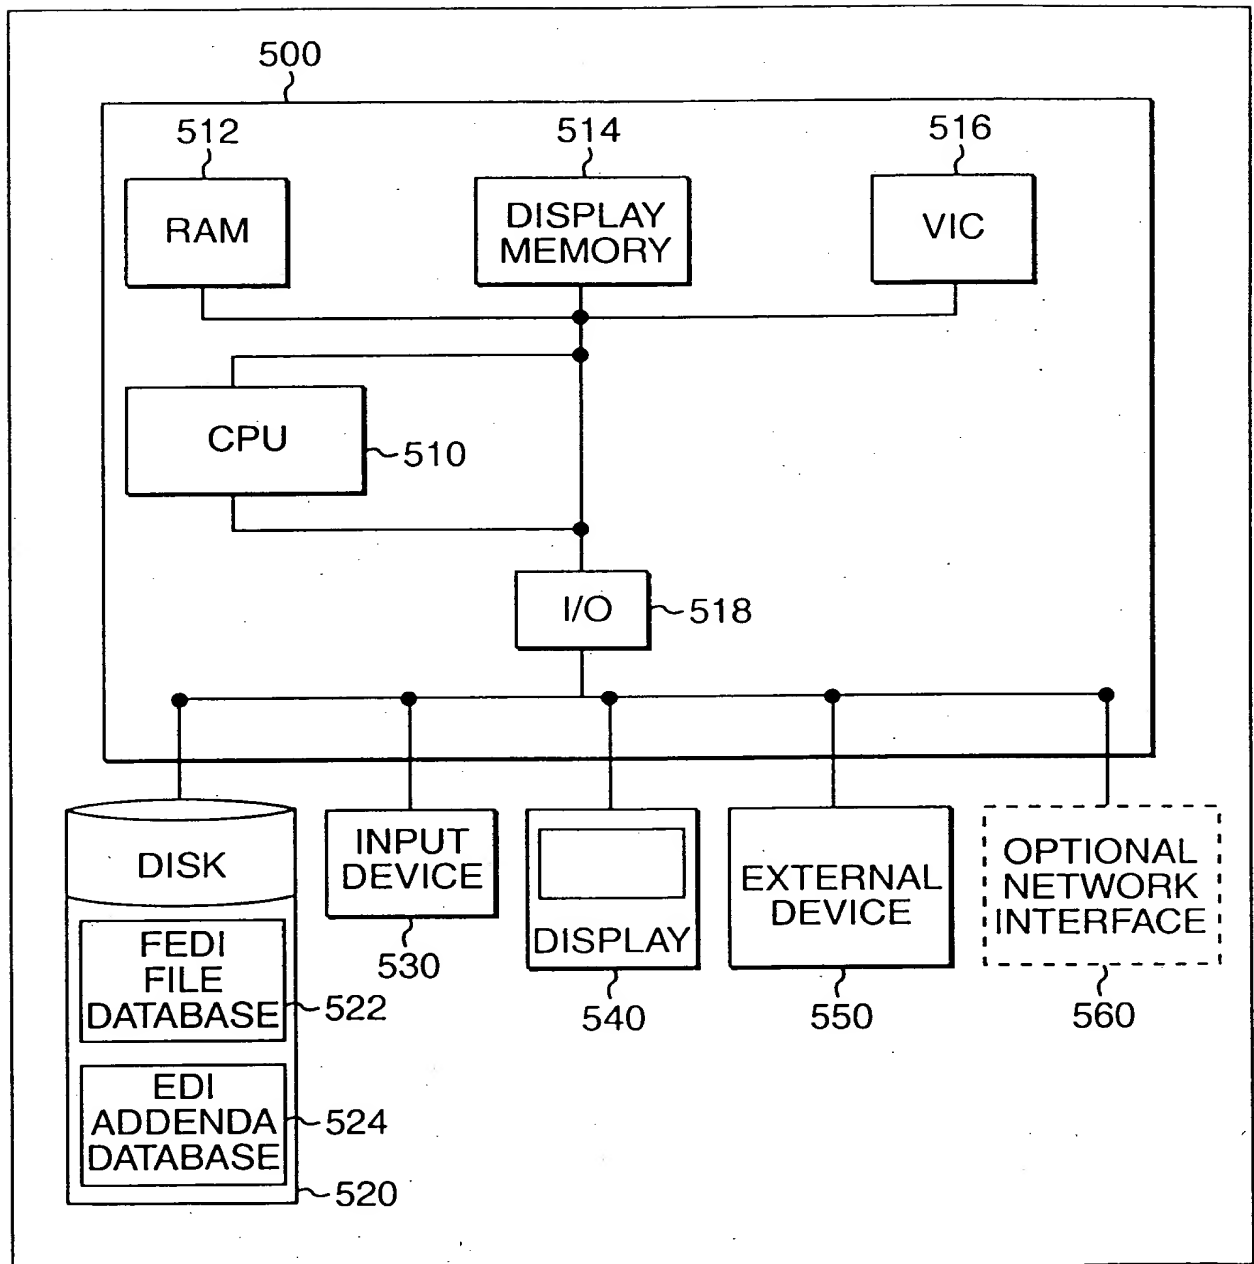 500
512
514
516
RAM
DISPLAY
MEMORY
VIC
CPU
510
I/O
518
DISK
FEDI
FILE
DATABASE
522
EDI
ADDENDA
DATABASE
524
520
INPUT
DEVICE
530
DISPLAY
540
EXTERNAL
DEVICE
550
OPTIONAL
NETWORK
INTERFACE
560